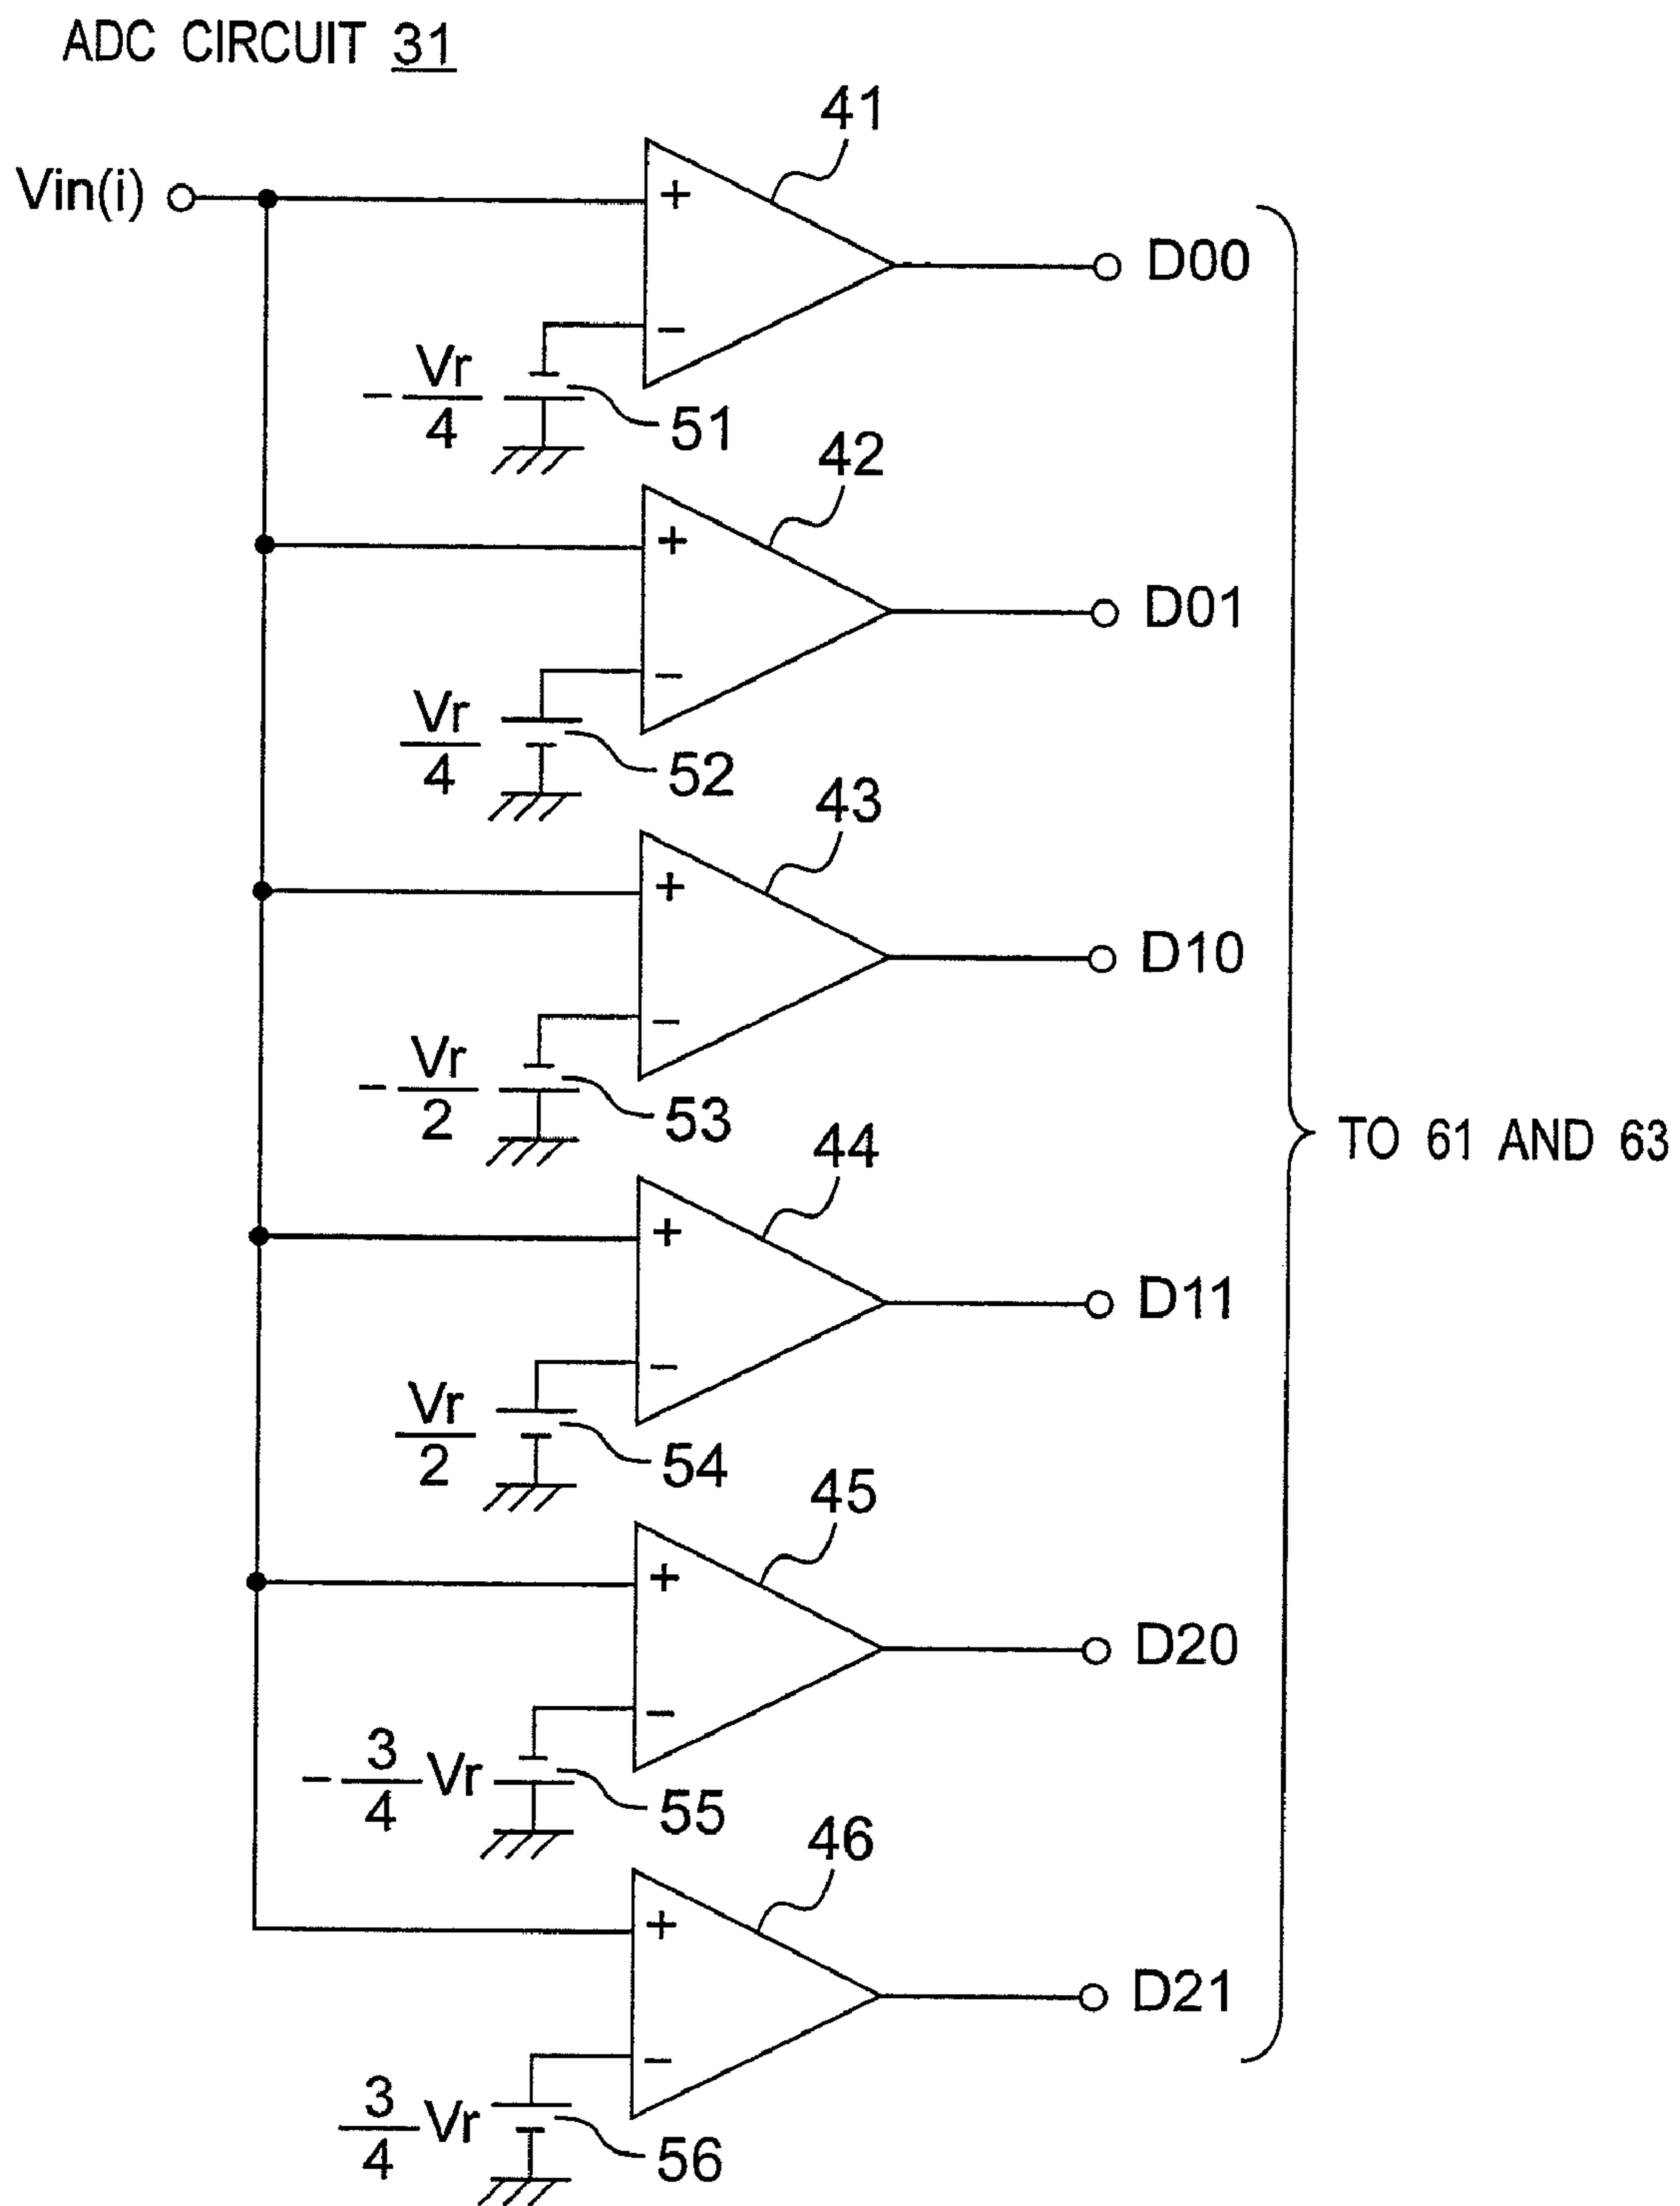 ADC CIRCUIT 31
41
Vin(i)
+
D00
−
− Vr/4
51
42
+
D01
−
Vr/4
52
43
+
D10
−
− Vr/2
53
TO 61 AND 63
44
+
D11
−
Vr/2
54
45
+
D20
−
− 3/4 Vr
55
46
+
D21
−
3/4 Vr
56